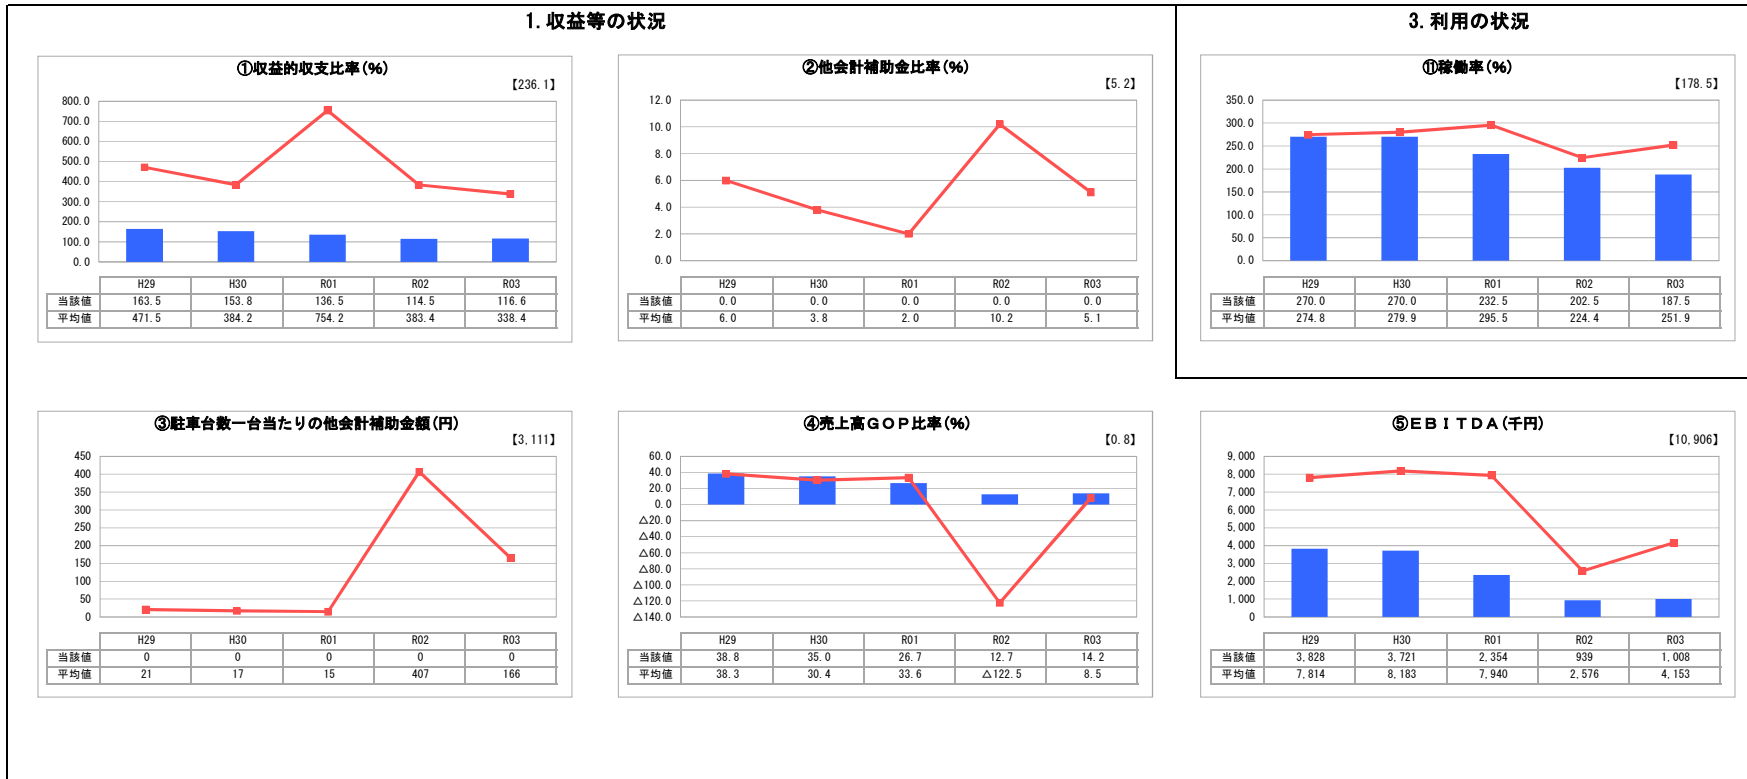 1. 収益等の状況
3. 利用の状況
①収益的収支比率(%)
【236.1】
800.0
700.0
600.0
500.0
400.0
300.0
200.0
100.0
0.0
H29 H30 R01 R02 R03
当該値 163.5 153.8 136.5 114.5 116.6
平均値 471.5 384.2 754.2 383.4 338.4
②他会計補助金比率(%)
【5.2】
12.0
10.0
8.0
6.0
4.0
2.0
0.0
H29 H30 R01 R02 R03
当該値 0.0 0.0 0.0 0.0 0.0
平均値 6.0 3.8 2.0 10.2 5.1
⑪稼働率(%)
【178.5】
350.0
300.0
250.0
200.0
150.0
100.0
50.0
0.0
H29 H30 R01 R02 R03
当該値 270.0 270.0 232.5 202.5 187.5
平均値 274.8 279.9 295.5 224.4 251.9
③駐車台数一台当たりの他会計補助金額(円)
【3,111】
450
400
350
300
250
200
150
100
50
0
H29 H30 R01 R02 R03
当該値 0 0 0 0 0
平均値 21 17 15 407 166
④売上高GOP比率(%)
【0.8】
60.0
40.0
20.0
0.0
△20.0
△40.0
△60.0
△80.0
△100.0
△120.0
△140.0
H29 H30 R01 R02 R03
当該値 38.8 35.0 26.7 12.7 14.2
平均値 38.3 30.4 33.6 △122.5 8.5
⑤EBITDA(千円)
【10,906】
9,000
8,000
7,000
6,000
5,000
4,000
3,000
2,000
1,000
0
H29 H30 R01 R02 R03
当該値 3,828 3,721 2,354 939 1,008
平均値 7,814 8,183 7,940 2,576 4,153